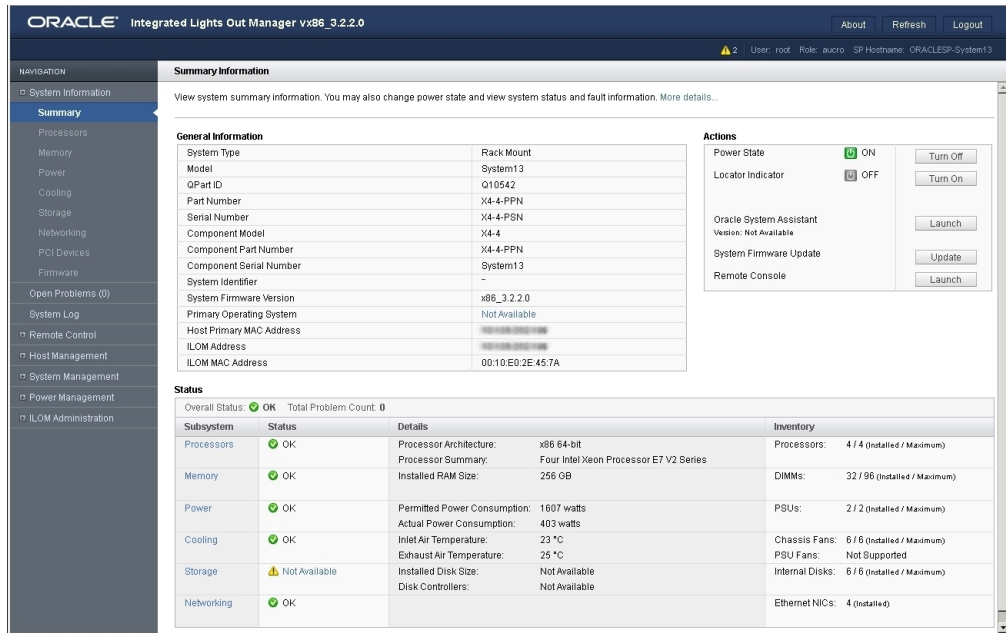 ORACLE® Integrated Lights Out Manager vx86_3.2.2.0
About Refresh Logout
2 User: root Role: aucro SP Hostname: ORACLESP-System13
NAVIGATION
System Information
Summary
Processors
Memory
Power
Cooling
Storage
Networking
PCI Devices
Firmware
Open Problems (0)
System Log
Remote Control
Host Management
System Management
Power Management
ILOM Administration
Summary Information
View system summary information. You may also change power state and view system status and fault information. More details...
General Information
System Type Rack Mount
Model System13
QPart ID Q10542
Part Number X4-4-PPN
Serial Number X4-4-PSN
Component Model X4-4
Component Part Number X4-4-PPN
Component Serial Number System13
System Identifier -
System Firmware Version x86_3.2.2.0
Primary Operating System Not Available
Host Primary MAC Address
ILOM Address
ILOM MAC Address 00:10:E0:2E:45:7A
Actions
Power State ON Turn Off
Locator Indicator OFF Turn On
Oracle System Assistant Launch
Version: Not Available
System Firmware Update Update
Remote Console Launch
Status
Overall Status: OK Total Problem Count: 0
Subsystem Status Details Inventory
Processors OK Processor Architecture: x86 64-bit Processors: 4 / 4 (Installed / Maximum)
Processor Summary: Four Intel Xeon Processor E7 V2 Series
Memory OK Installed RAM Size: 256 GB DIMMs: 32 / 96 (Installed / Maximum)
Power OK Permitted Power Consumption: 1607 watts PSUs: 2 / 2 (Installed / Maximum)
Actual Power Consumption: 403 watts
Cooling OK Inlet Air Temperature: 23 °C Chassis Fans: 6 / 6 (Installed / Maximum)
Exhaust Air Temperature: 25 °C PSU Fans: Not Supported
Storage Not Available Installed Disk Size: Not Available Internal Disks: 6 / 6 (Installed / Maximum)
Disk Controllers: Not Available
Networking OK Ethernet NICs: 4 (Installed)